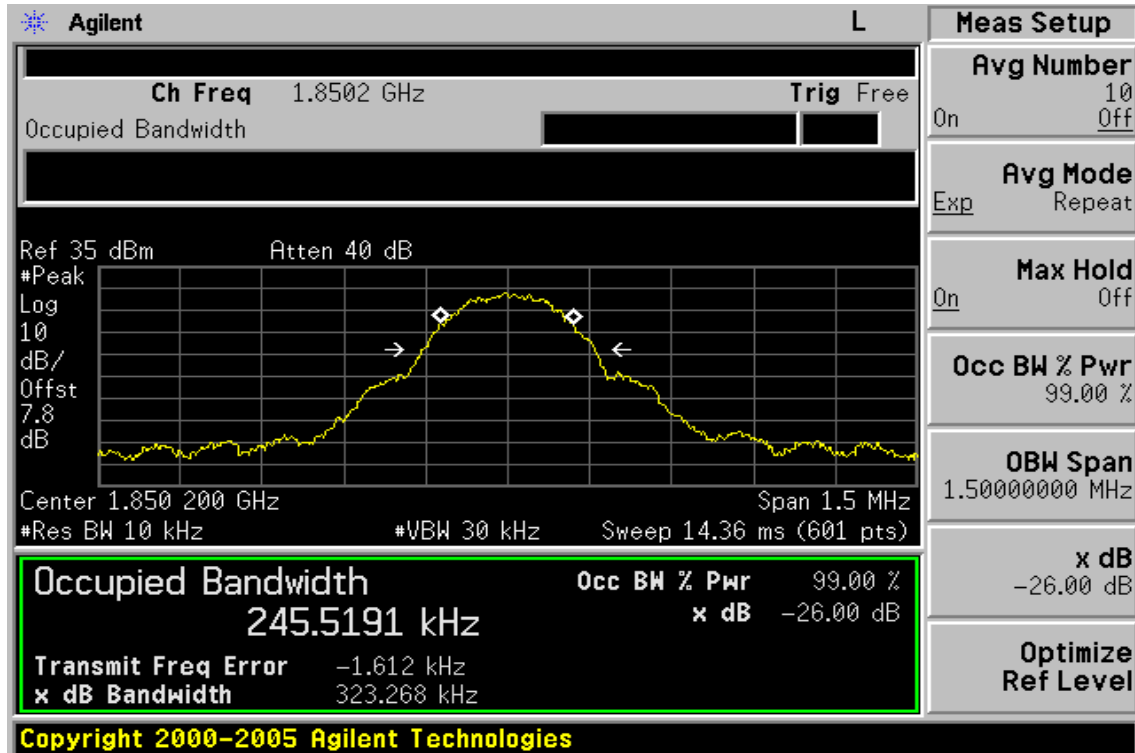 Agilent L Meas Setup
Ch Freq 1.8502 GHz Trig Free
Occupied Bandwidth
Avg Number
10
On Off
Avg Mode
Exp Repeat
Max Hold
On Off
Occ BW % Pwr
99.00 %
OBW Span
1.50000000 MHz
x dB
-26.00 dB
Optimize
Ref Level
Ref 35 dBm Atten 40 dB
#Peak
Log
10
dB/
Offst
7.8
dB
Center 1.850 200 GHz Span 1.5 MHz
#Res BW 10 kHz #VBW 30 kHz Sweep 14.36 ms (601 pts)
Occupied Bandwidth
245.5191 kHz
Occ BW % Pwr 99.00 %
x dB -26.00 dB
Transmit Freq Error -1.612 kHz
x dB Bandwidth 323.268 kHz
Copyright 2000-2005 Agilent Technologies